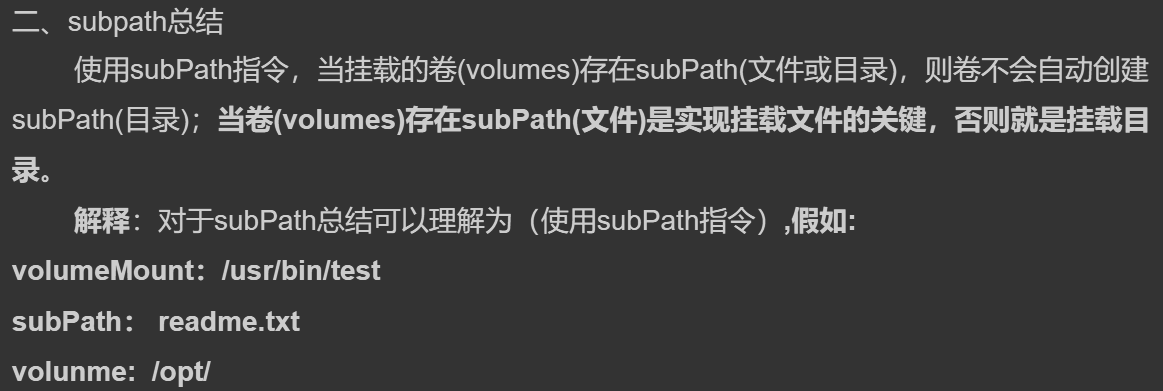 二、subpath总结
使用subPath指令，当挂载的卷(volumes)存在subPath(文件或目录)，则卷不会自动创建
subPath(目录)；当卷(volumes)存在subPath(文件)是实现挂载文件的关键，否则就是挂载目
录。
解释：对于subPath总结可以理解为（使用subPath指令）,假如:
volumeMount：/usr/bin/test
subPath： readme.txt
volunme: /opt/